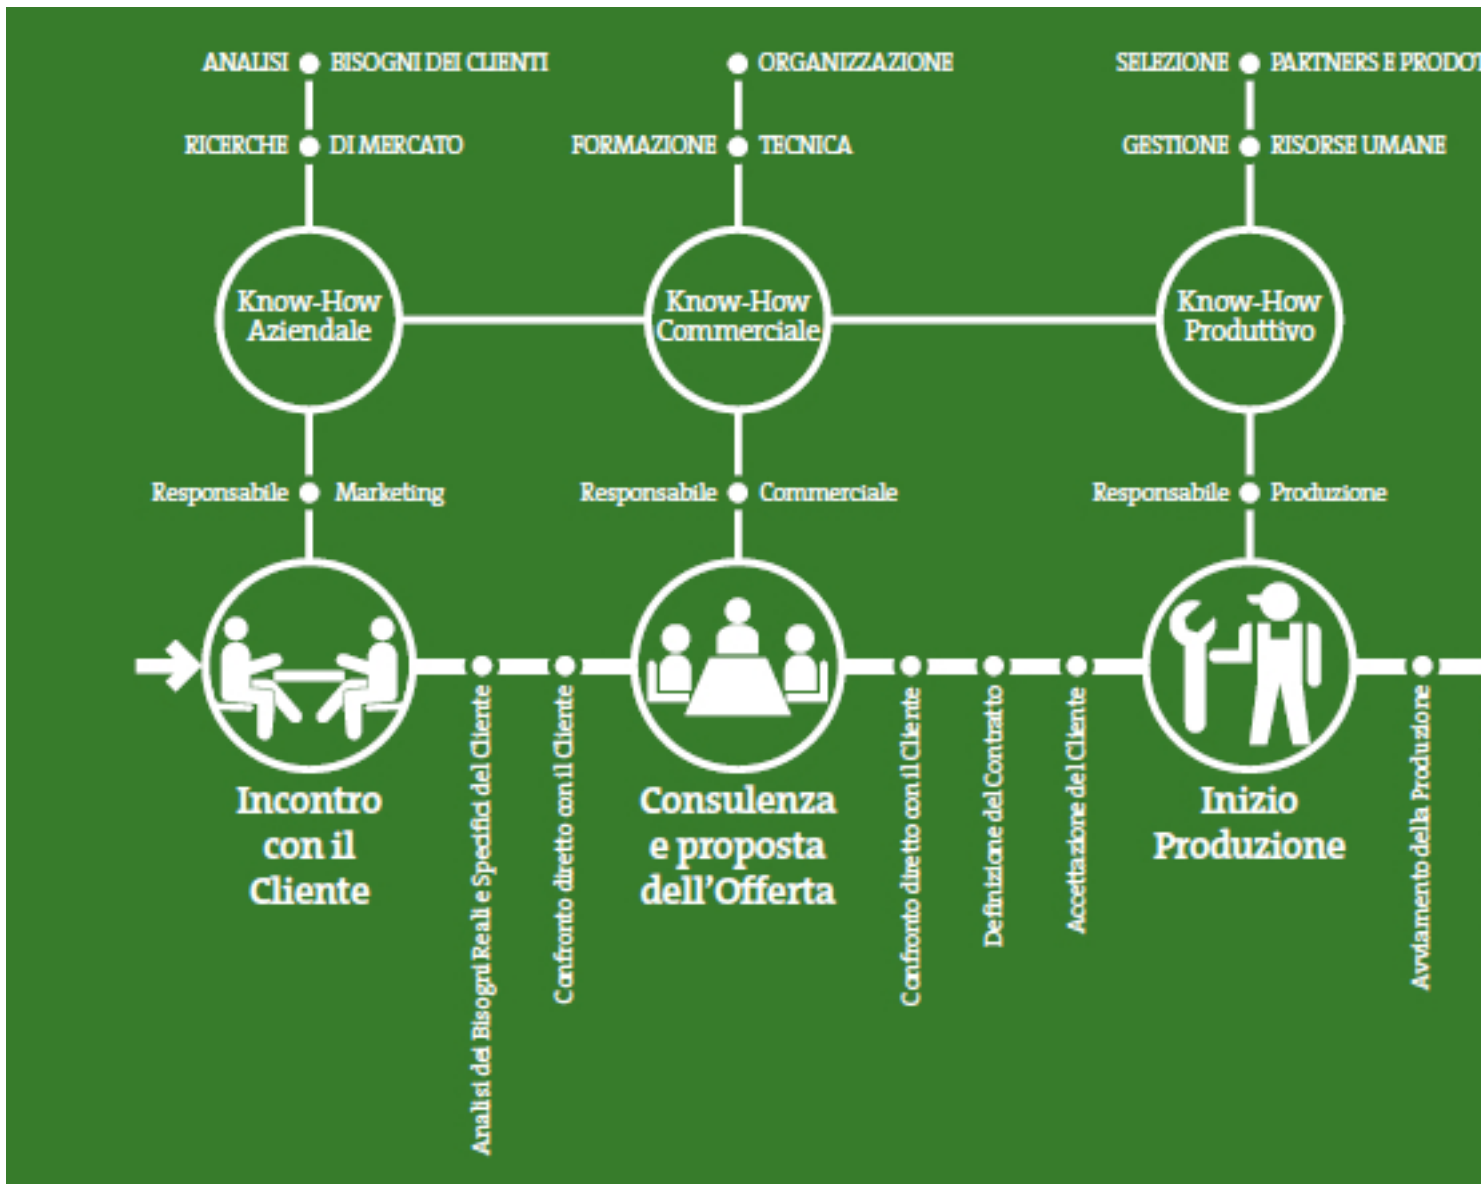 ANALISI BISOGNI DEI CLIENTI
ORGANIZZAZIONE
SELEZIONE PARTNERS E PRODOT
RICERCHE DI MERCATO
FORMAZIONE TECNICA
GESTIONE RISORSE UMANE
Know-How
Aziendale
Know-How
Commerciale
Know-How
Produttivo
Responsabile Marketing
Responsabile Commerciale
Responsabile Produzione
Incontro
con il
Cliente
Analisi dei Bisogni Reali e Specifici del Cliente
Confronto diretto con il Cliente
Consulenza
e proposta
dell'Offerta
Confronto diretto con il Cliente
Definizione del Contratto
Accettazione del Cliente
Inizio
Produzione
Avviamento della Produzione